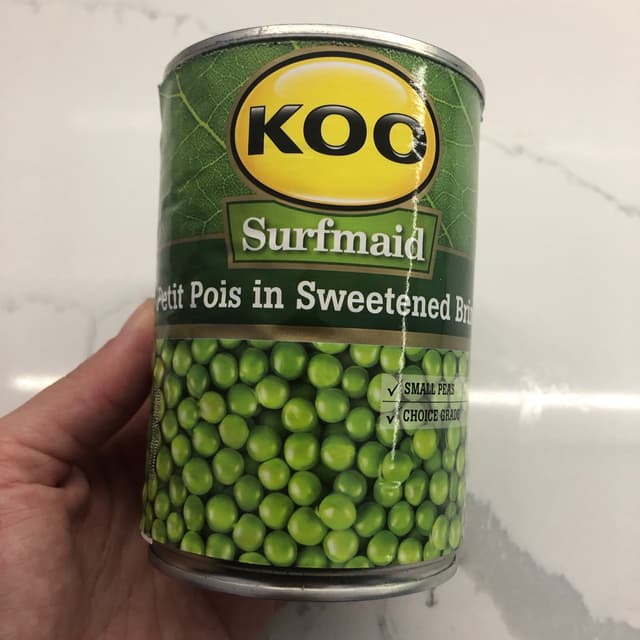 KOO
Surfmaid
Petit Pois in Sweetened Bri
✓ SMALL PEAS
✓ CHOICE GRADE